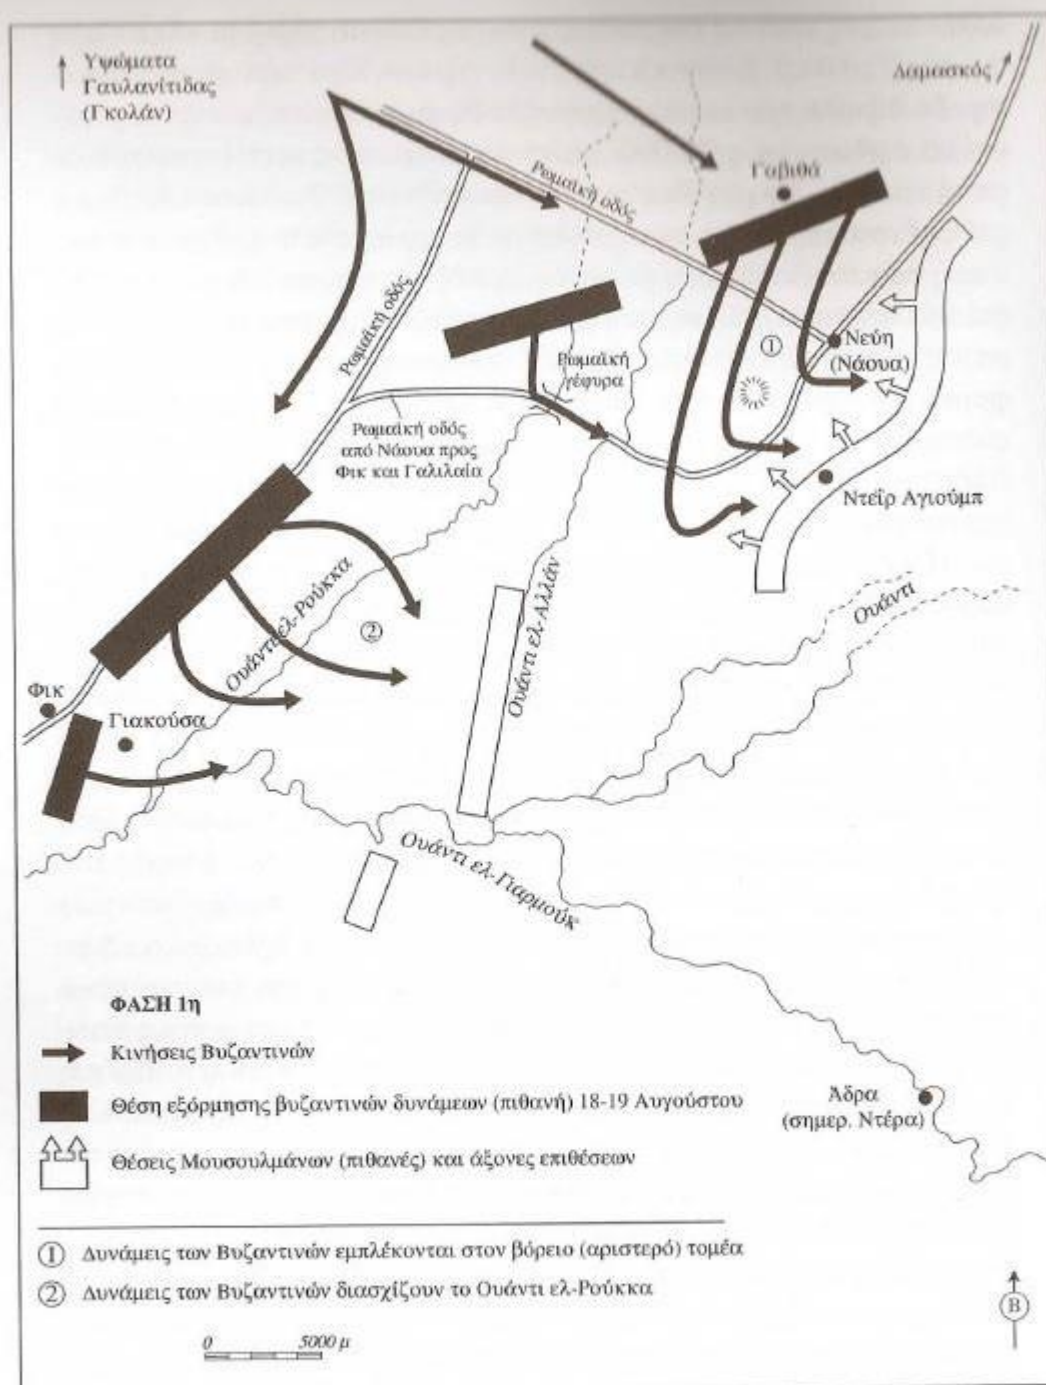 Υψώματα
Γαυλανίτιδας
(Γκολάν)
Δαμασκός
Γαβιθά
Ρωμαϊκή οδός
Ρωμαϊκή οδός
①
Νεύη
(Νάουα)
Ρωμαϊκή
γέφυρα
Ρωμαϊκή οδός
από Νάουα προς
Φικ και Γαλιλαία
Ντεΐρ Αγιούμπ
Ουάντι ελ-Ρούκκα
②
Ουάντι ελ-Αλλάν
Ουάντι
Φικ
Γιακούσα
Ουάντι ελ-Γιαρμούκ
ΦΑΣΗ 1η
Κινήσεις Βυζαντινών
Θέση εξόρμησης βυζαντινών δυνάμεων (πιθανή) 18-19 Αυγούστου
Θέσεις Μουσουλμάνων (πιθανές) και άξονες επιθέσεων
Άδρα
(σημερ. Ντέρα)
① Δυνάμεις των Βυζαντινών εμπλέκονται στον βόρειο (αριστερό) τομέα
② Δυνάμεις των Βυζαντινών διασχίζουν το Ουάντι ελ-Ρούκκα
0 5000 μ
Β